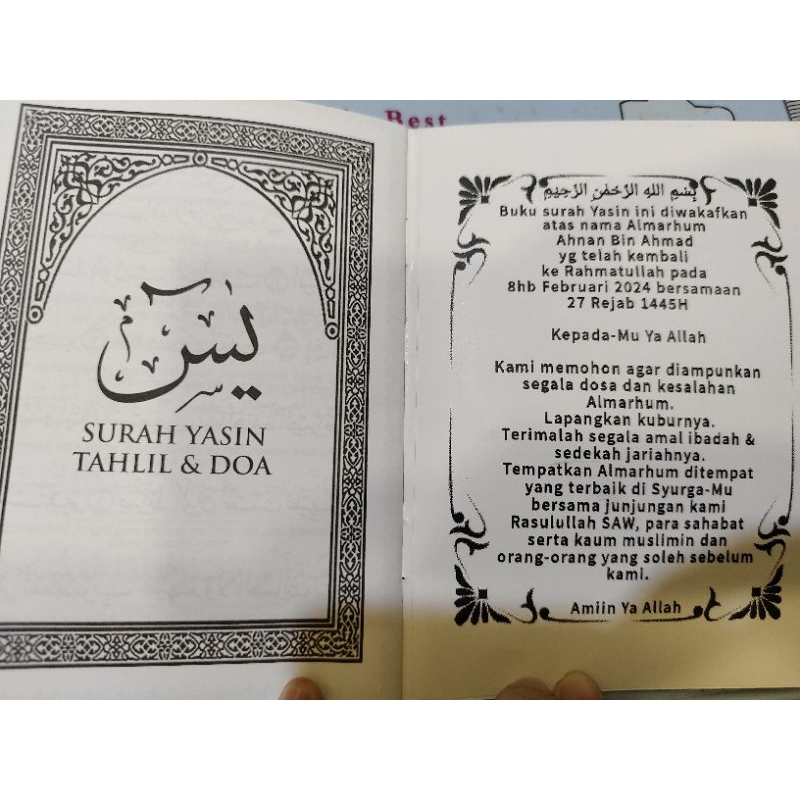 Best
يس
SURAH YASIN
TAHLIL & DOA
بِسْمِ اللهِ الرَّحْمٰنِ الرَّحِيْمِ
Buku surah Yasin ini diwakafkan
atas nama Almarhum
Ahnan Bin Ahmad
yg telah kembali
ke Rahmatullah pada
8hb Februari 2024 bersamaan
27 Rejab 1445H
Kepada-Mu Ya Allah
Kami memohon agar diampunkan
segala dosa dan kesalahan
Almarhum.
Lapangkan kuburnya.
Terimalah segala amal ibadah &
sedekah jariahnya.
Tempatkan Almarhum ditempat
yang terbaik di Syurga-Mu
bersama junjungan kami
Rasulullah SAW, para sahabat
serta kaum muslimin dan
orang-orang yang soleh sebelum
kami.
Amiin Ya Allah